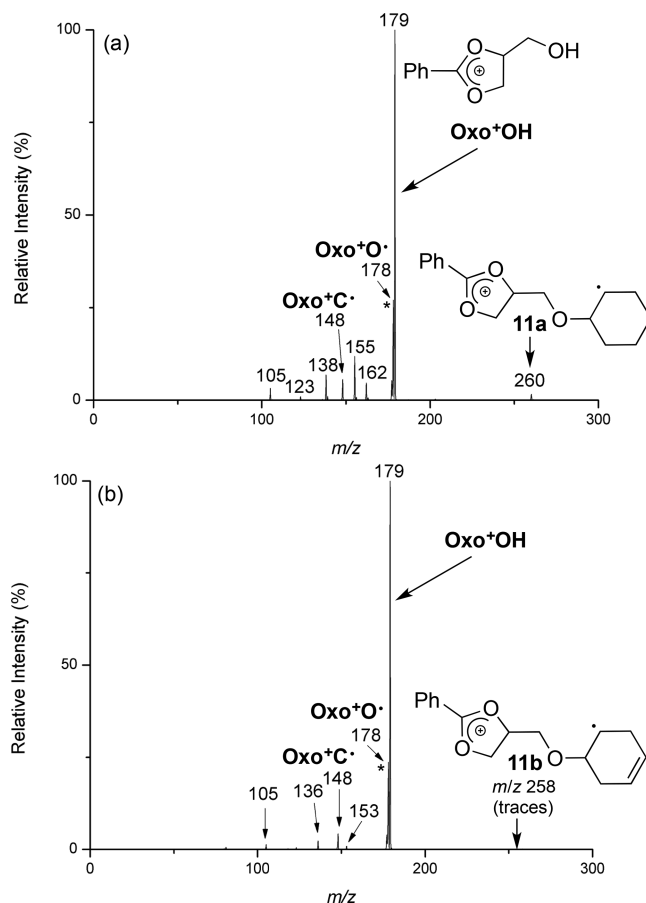 (a)
100
50
0
Relative Intensity (%)
179
Ph
O
O
+
OH
Oxo⁺OH
Oxo⁺O•
178
*
Oxo⁺C•
148
155
138
162
105
123
Ph
O
O
+
O
11a
260
0
100
200
300
m/z
(b)
100
50
0
Relative Intensity (%)
179
Oxo⁺OH
Oxo⁺O•
178
*
Oxo⁺C•
148
136
105
153
Ph
O
O
+
O
11b
m/z 258
(traces)
0
100
200
300
m/z